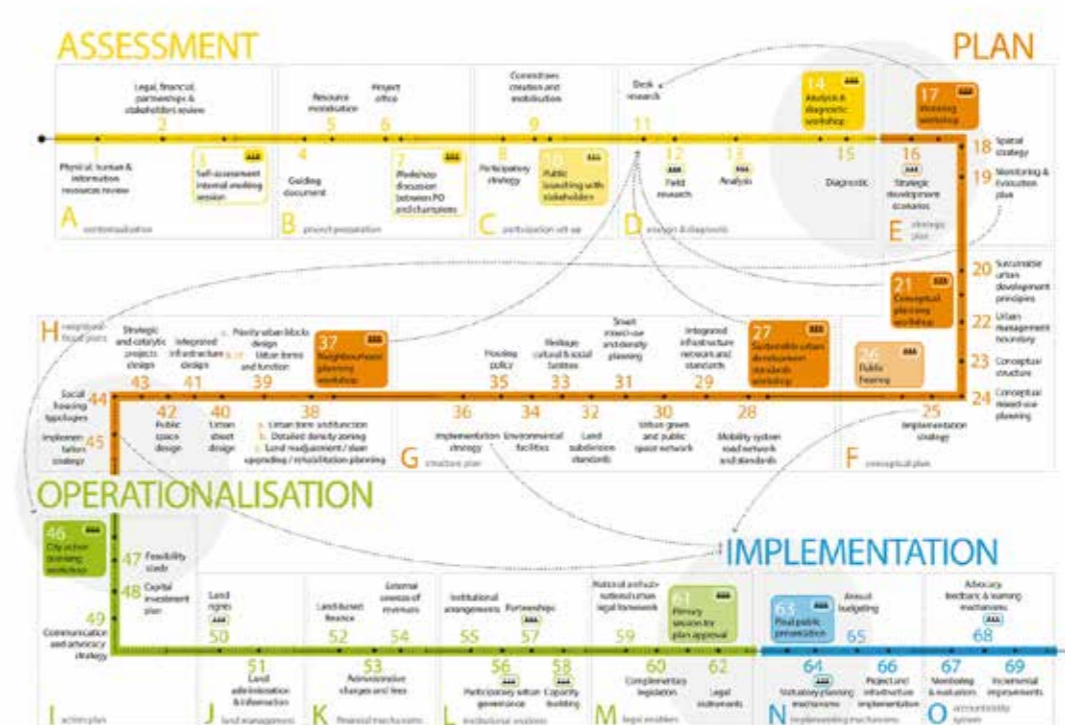 ASSESSMENT
PLAN
Legal, financial,
partnerships &
stakeholders review
2
1
Physical, human &
information
resources review
3
Self-assessment
internal working
session
A contextualisation
Resource
mobilisation
5
Project
office
6
4
Guiding
document
7
Workshop
discussion
between PO
and champions
B project preparation
Committees
creation and
mobilisation
9
8
Participatory
strategy
10
Public
launching with
stakeholders
C participation set-up
Desk
research
11
12
Field
research
13
Analysis
14
Analysis &
diagnostic
workshop
15
Diagnostic
D analysis & diagnostic
17
Visioning
workshop
16
Strategic
development
scenarios
E strategic
plan
18 Spatial
strategy
19 Monitoring &
Evaluation
plan
20 Sustainable
urban
development
principles
21
Conceptual
planning
workshop
22 Urban
management
boundary
23 Conceptual
structure
24 Conceptual
mixed-use
planning
25
Implementation
strategy
26
Public
hearing
F conceptual plan
27
Sustainable urban
development
standards
workshop
Integrated
infrastructure
network and
standards
29
28
Mobility system
road network
and standards
Smart
mixed-use
and density
planning
31
30
Urban green
and public
space network
cultural & social
facilities
33
32
Land
subdivision
standards
Housing
policy
35
34
Environmental
facilities
36
Implementation
strategy
G structure plan
37
Neighbourhood
planning
workshop
H neighbour-
hood plans
Strategic
and catalytic
projects
design
43
Integrated
infrastructure
design
41
c. Priority urban blocks
design
Urban forms
and function
39
38
a. Urban form and function
b. Detailed density zoning
c. Land readjustment / slum
upgrading / rehabilitation planning
42
Public
space
design
40
Urban
street
design
Social
housing
typologies
44
Implemen-
tation
strategy
45
OPERATIONALISATION
46
City action
planning
workshop
47 Feasibility
study
48 Capital
investment
plan
49
Communication
and advocacy
strategy
I action plan
Land
rights
50
51
Land
administration
& information
J land management
Land-based
finance
52
External
sources of
revenues
54
53
Administrative
charges and fees
K financial mechanisms
Institutional
arrangements
55
Partnerships
57
56
Participatory urban
governance
58
Capacity
building
L institutional enablers
national urban
legal framework
59
60
Complementary
legislation
61
Plenary
session for
plan approval
62
Legal
instruments
M legal enablers
IMPLEMENTATION
63
Final public
presentation
64
Statutory planning
mechanisms
Annual
budgeting
65
66
Project and
infrastructure
implementation
N implementing mechanisms
Advocacy,
feedback & learning
mechanisms
68
67
Monitoring
& evaluation
69
Incremental
improvements
O accountability